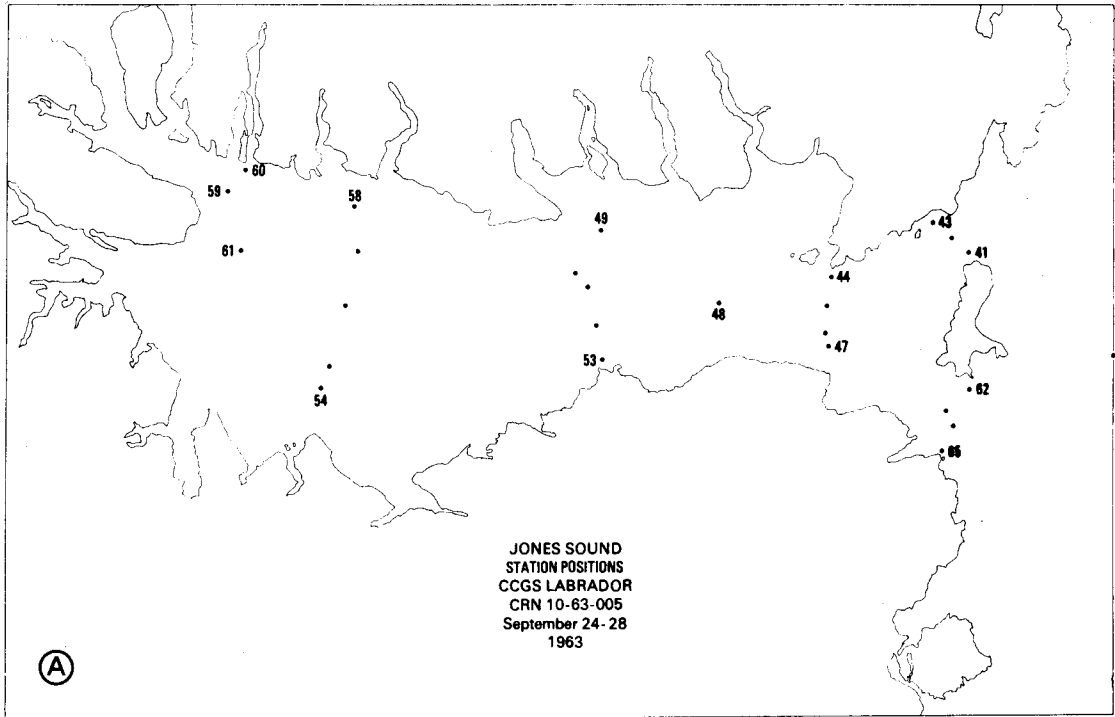 60
59
58
49
43
61
41
44
48
47
53
54
62
JONES SOUND
STATION POSITIONS
CCGS LABRADOR
CRN 10-63-005
September 24-28
1963
A